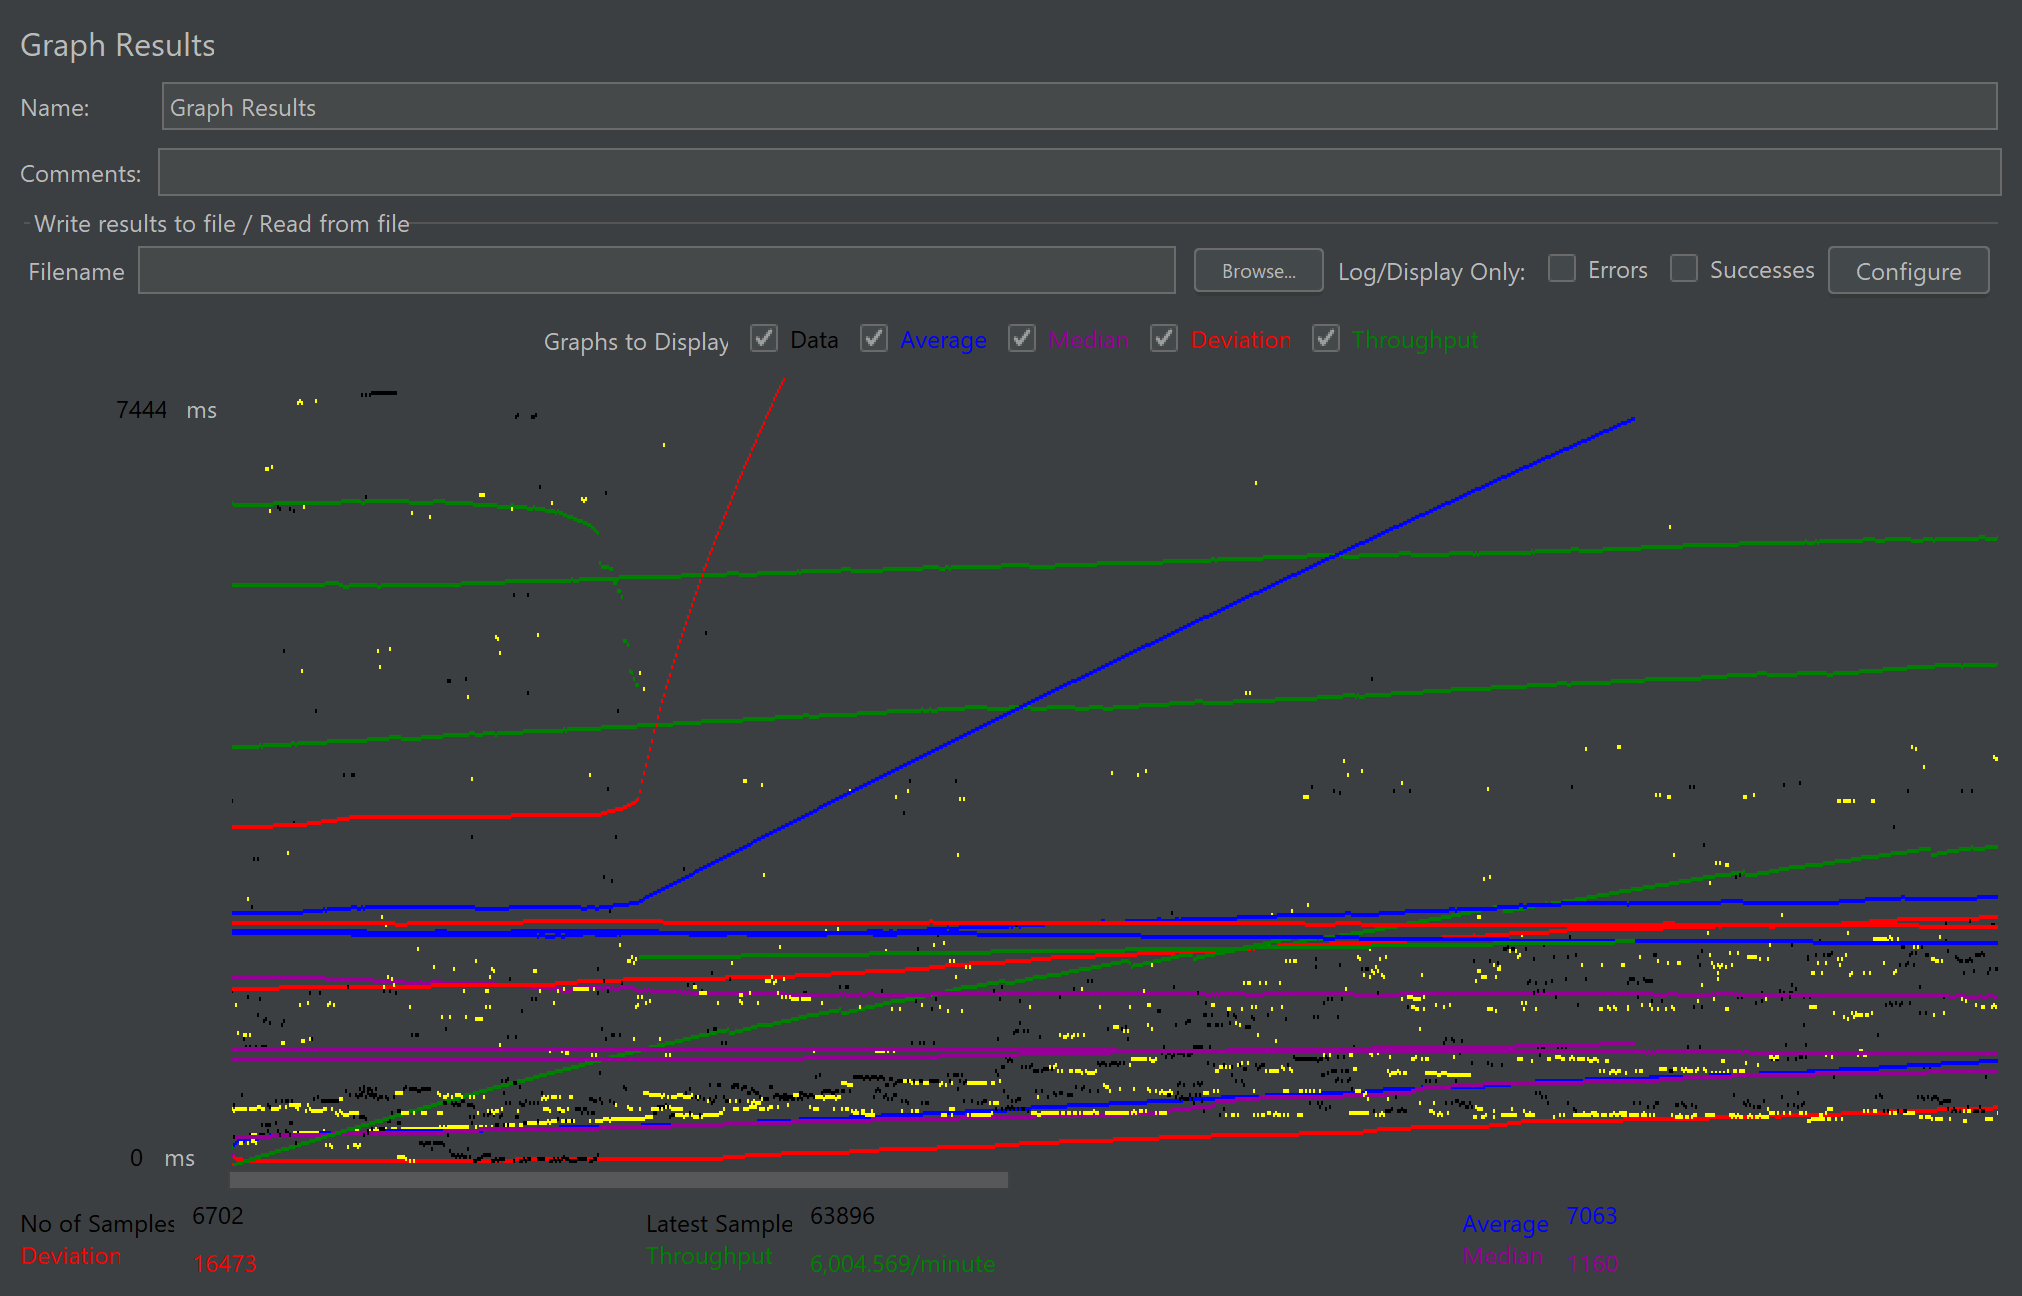 Graph Results
Name: Graph Results
Comments:
Write results to file / Read from file
Filename Browse... Log/Display Only: Errors Successes Configure
Graphs to Display Data Average Median Deviation Throughput
7444 ms
0 ms
No of Samples 6702 Latest Sample 63896 Average 7063
Deviation 16473 Throughput 6,004.569/minute Median 1160